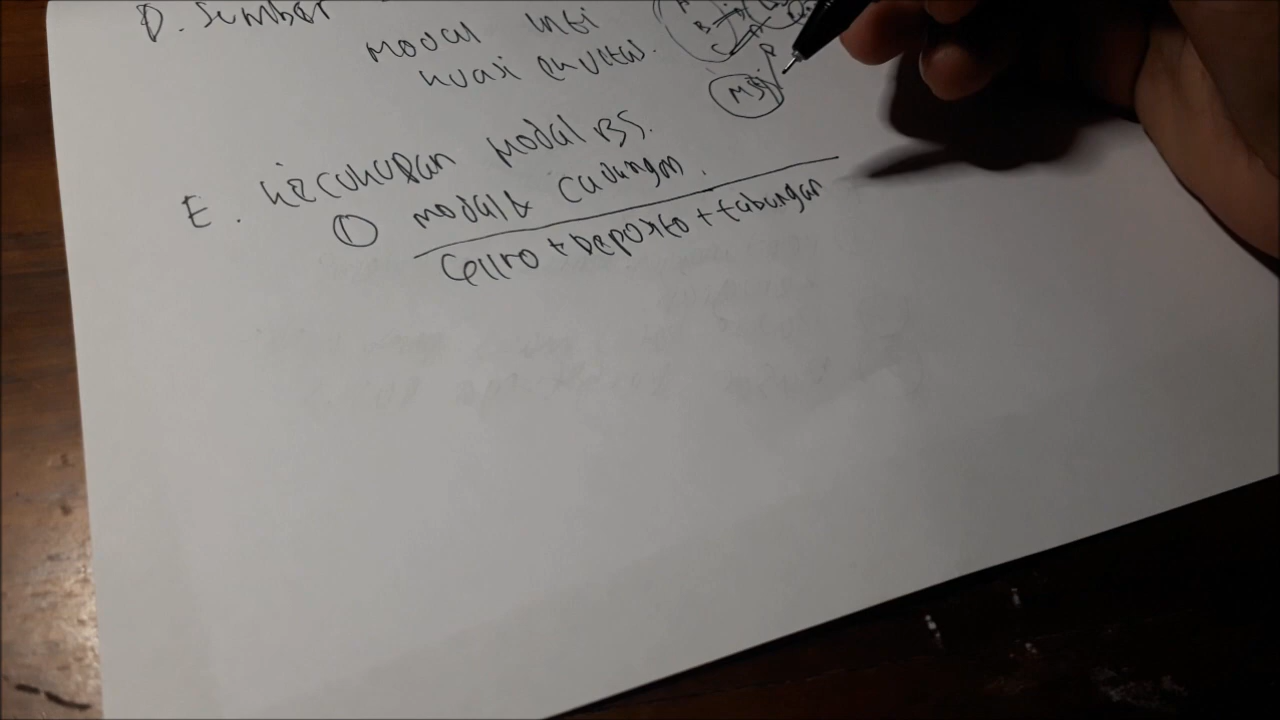 D. Sumber
modal inti
kuasi ekuitas.
E. kecukupan modal BS.
① modal & cadangan.
Giro + Deposito + tabungan